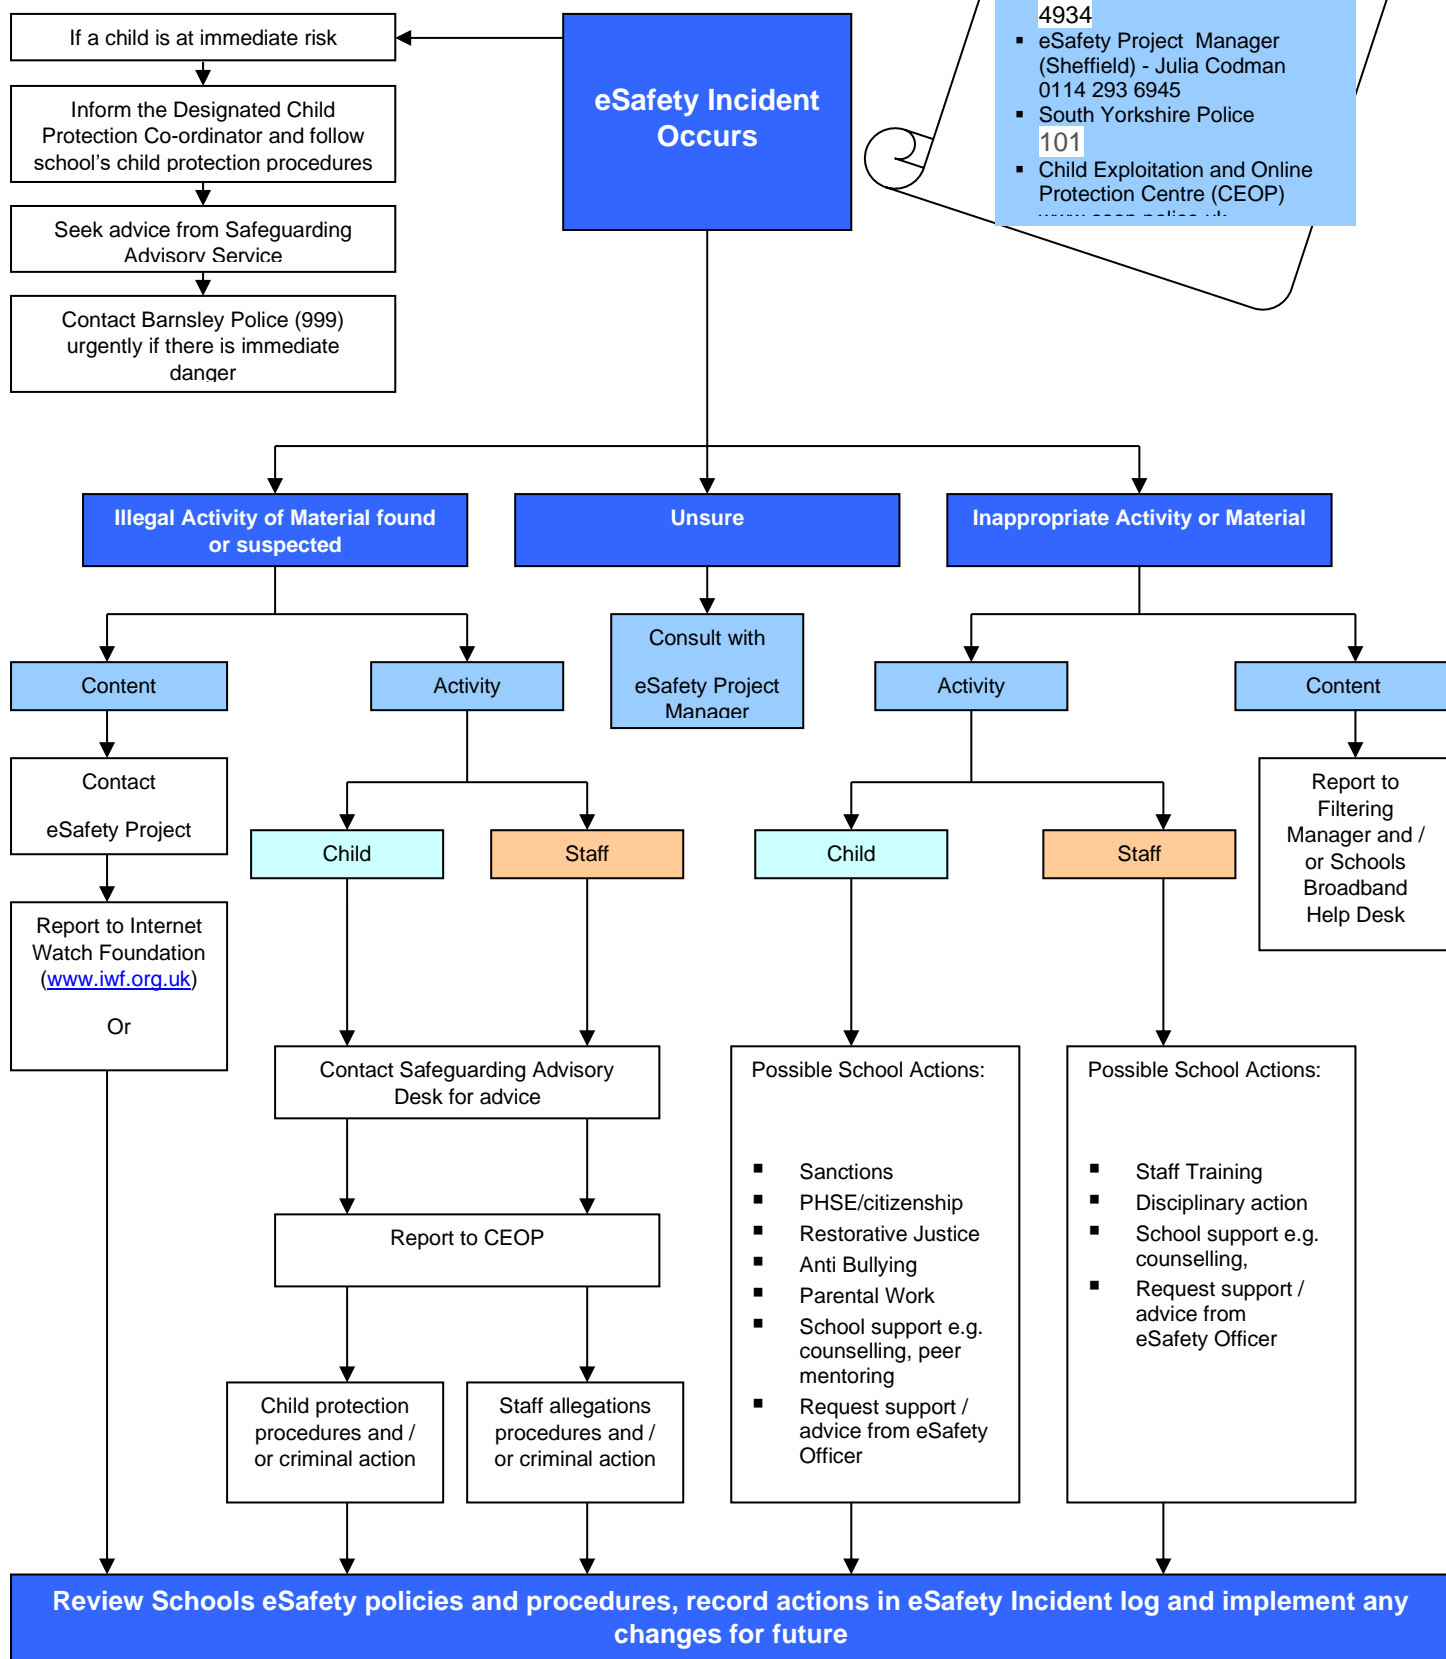 If a child is at immediate risk
Inform the Designated Child
Protection Co-ordinator and follow
school's child protection procedures
Seek advice from Safeguarding
Advisory Service
Contact Barnsley Police (999)
urgently if there is immediate
danger
eSafety Incident
Occurs
4934
▪ eSafety Project Manager
(Sheffield) - Julia Codman
0114 293 6945
▪ South Yorkshire Police
101
▪ Child Exploitation and Online
Protection Centre (CEOP)
www.ceop.police.uk
Illegal Activity of Material found
or suspected
Unsure
Inappropriate Activity or Material
Content
Activity
Consult with
eSafety Project
Manager
Activity
Content
Contact
eSafety Project
Child
Staff
Child
Staff
Report to
Filtering
Manager and /
or Schools
Broadband
Help Desk
Report to Internet
Watch Foundation
(www.iwf.org.uk)
Or
Contact Safeguarding Advisory
Desk for advice
Report to CEOP
Child protection
procedures and /
or criminal action
Staff allegations
procedures and /
or criminal action
Possible School Actions:
▪ Sanctions
▪ PHSE/citizenship
▪ Restorative Justice
▪ Anti Bullying
▪ Parental Work
▪ School support e.g.
counselling, peer
mentoring
▪ Request support /
advice from eSafety
Officer
Possible School Actions:
▪ Staff Training
▪ Disciplinary action
▪ School support e.g.
counselling,
▪ Request support /
advice from
eSafety Officer
Review Schools eSafety policies and procedures, record actions in eSafety Incident log and implement any
changes for future